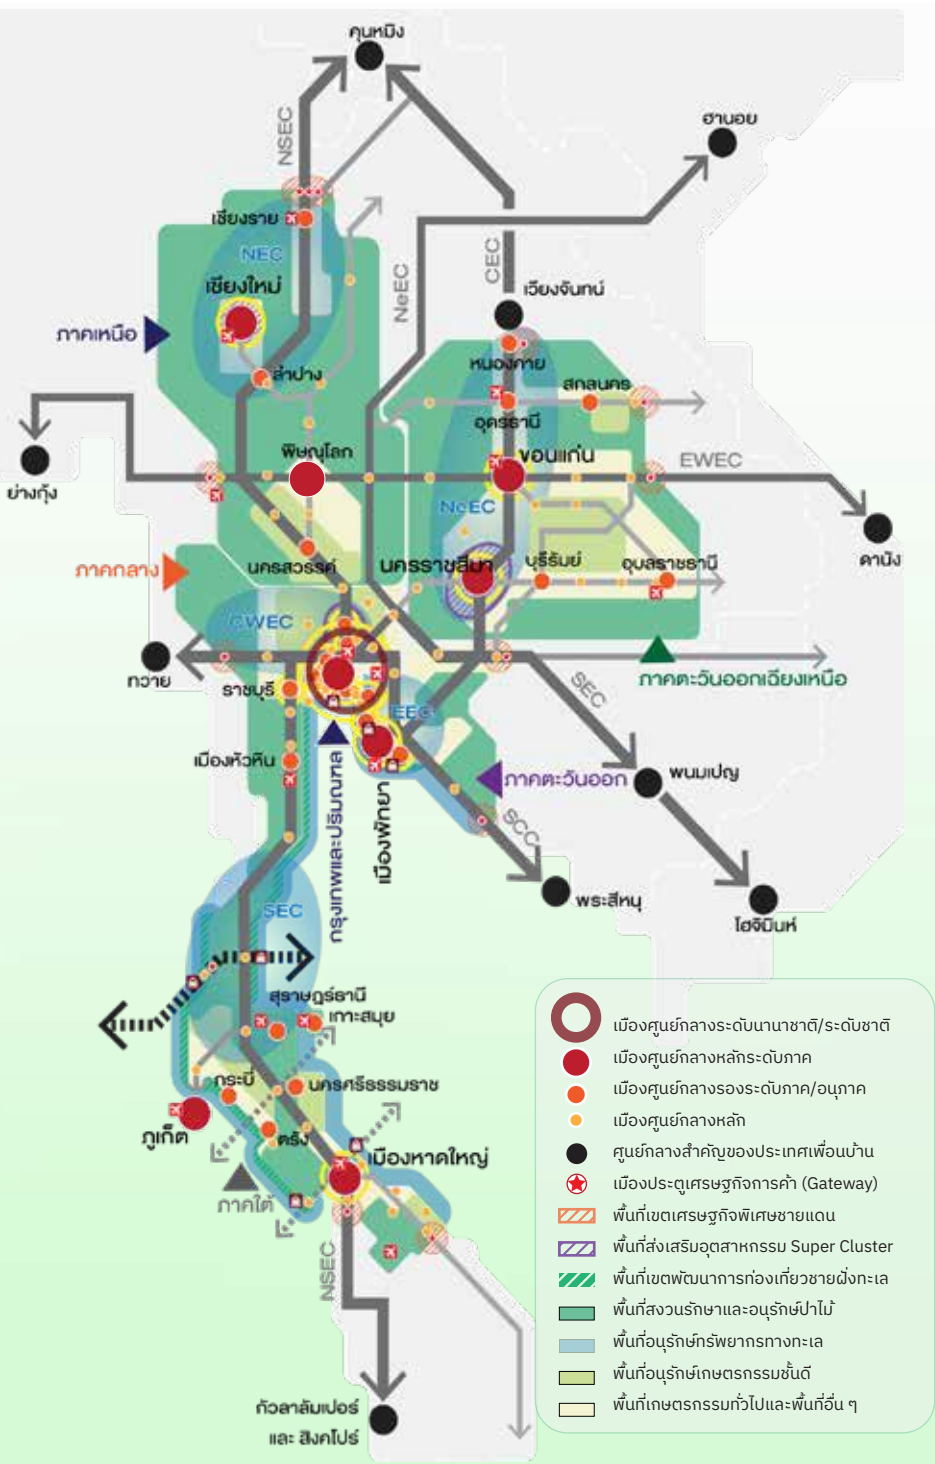 คุนหมิง
ฮานอย
NSEC
เชียงราย
NEC
เชียงใหม่
NeEC
CEC
เวียงจันทน์
ภาคเหนือ
ลำปาง
หนองคาย
สกลนคร
อุดรธานี
พิษณุโลก
ขอนแก่น
EWEC
ย่างกุ้ง
NeEC
ดานัง
ภาคกลาง
นครสวรรค์
นครราชสีมา
บุรีรัมย์
อุบลราชธานี
CWEC
ทวาย
ราชบุรี
SEC
ภาคตะวันออกเฉียงเหนือ
EEC
เมืองหัวหิน
กรุงเทพและปริมณฑล
เมืองพัทยา
ภาคตะวันออก
พนมเปญ
SCC
พระสีหนุ
โฮจิมินห์
SEC
สุราษฎร์ธานี
เกาะสมุย
กระบี่
นครศรีธรรมราช
ภูเก็ต
ตรัง
เมืองหาดใหญ่
ภาคใต้
NSEC
กัวลาลัมเปอร์
และ สิงคโปร์
เมืองศูนย์กลางระดับนานาชาติ/ระดับชาติ
เมืองศูนย์กลางหลักระดับภาค
เมืองศูนย์กลางรองระดับภาค/อนุภาค
เมืองศูนย์กลางหลัก
ศูนย์กลางสำคัญของประเทศเพื่อนบ้าน
เมืองประตูเศรษฐกิจการค้า (Gateway)
พื้นที่เขตเศรษฐกิจพิเศษชายแดน
พื้นที่ส่งเสริมอุตสาหกรรม Super Cluster
พื้นที่เขตพัฒนาการท่องเที่ยวชายฝั่งทะเล
พื้นที่สงวนรักษาและอนุรักษ์ป่าไม้
พื้นที่อนุรักษ์ทรัพยากรทางทะเล
พื้นที่อนุรักษ์เกษตรกรรมชั้นดี
พื้นที่เกษตรกรรมทั่วไปและพื้นที่อื่น ๆ